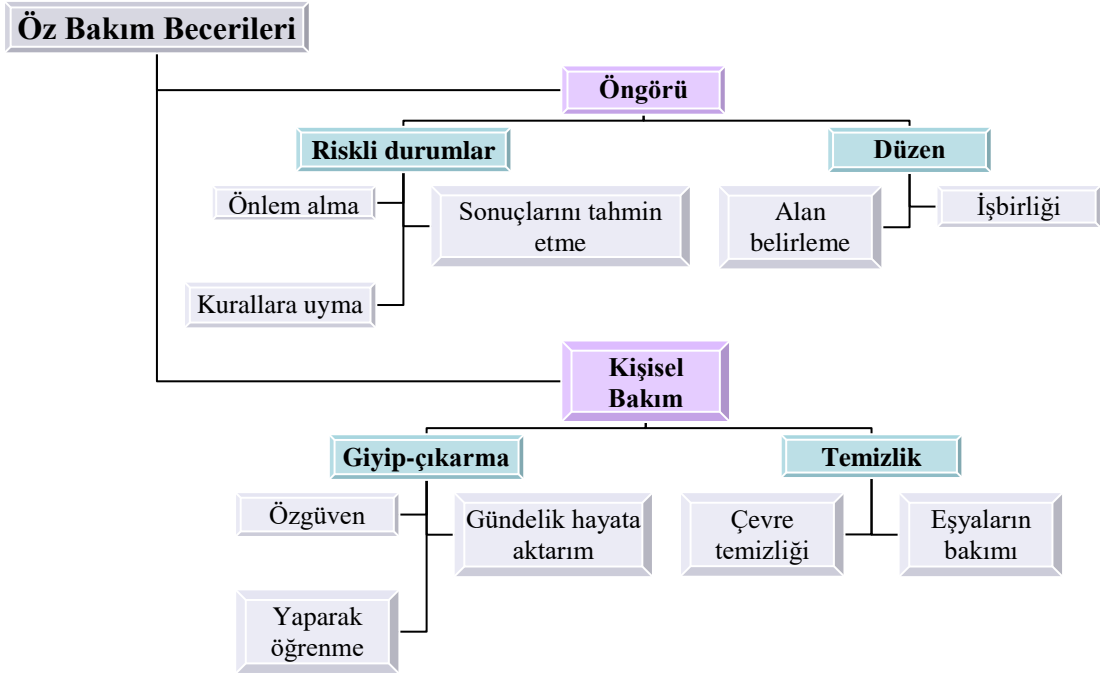 Öz Bakım Becerileri
Öngörü
Riskli durumlar
Düzen
Önlem alma
Sonuçlarını tahmin
etme
Alan
belirleme
İşbirliği
Kurallara uyma
Kişisel
Bakım
Giyip-çıkarma
Temizlik
Özgüven
Gündelik hayata
aktarım
Çevre
temizliği
Eşyaların
bakımı
Yaparak
öğrenme